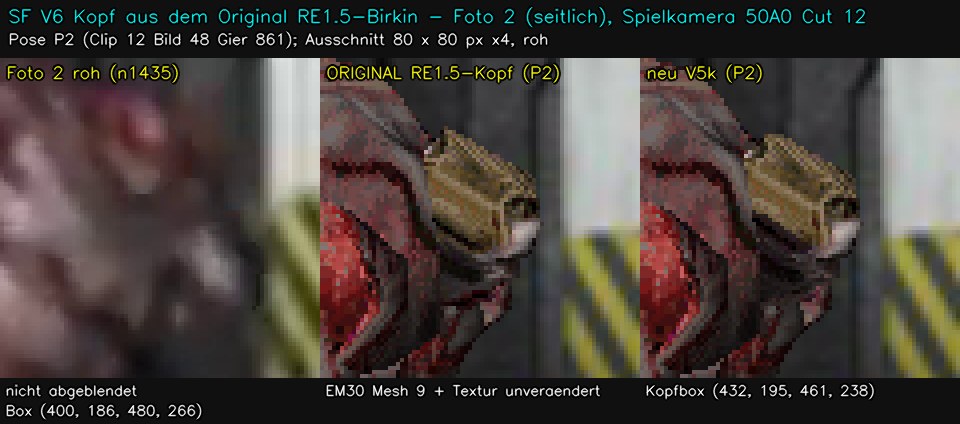 SF V6 Kopf aus dem Original RE1.5-Birkin - Foto 2 (seitlich), Spielkamera 50A0 Cut 12
Pose P2 (Clip 12 Bild 48 Gier 861); Ausschnitt 80 x 80 px x4, roh
Foto 2 roh (n1435)
ORIGINAL RE1.5-Kopf (P2)
neu V5k (P2)
nicht abgeblendet
Box (400, 186, 480, 266)
EM30 Mesh 9 + Textur unveraendert
Kopfbox (432, 195, 461, 238)